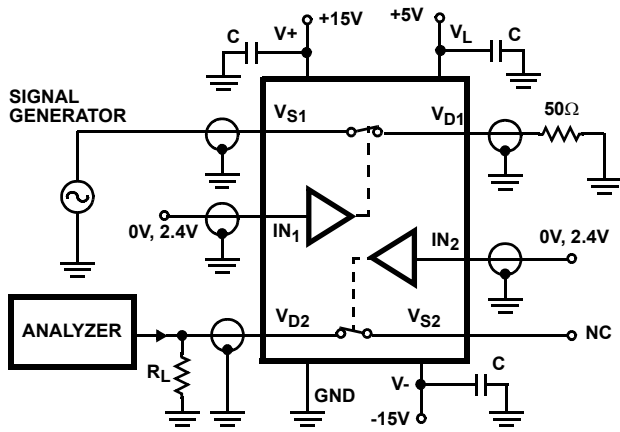 C
V+
+15V
+5V
VL
C
SIGNAL
GENERATOR
VS1
VD1
50Ω
0V, 2.4V
IN1
IN2
0V, 2.4V
ANALYZER
VD2
VS2
NC
RL
GND
V-
C
-15V